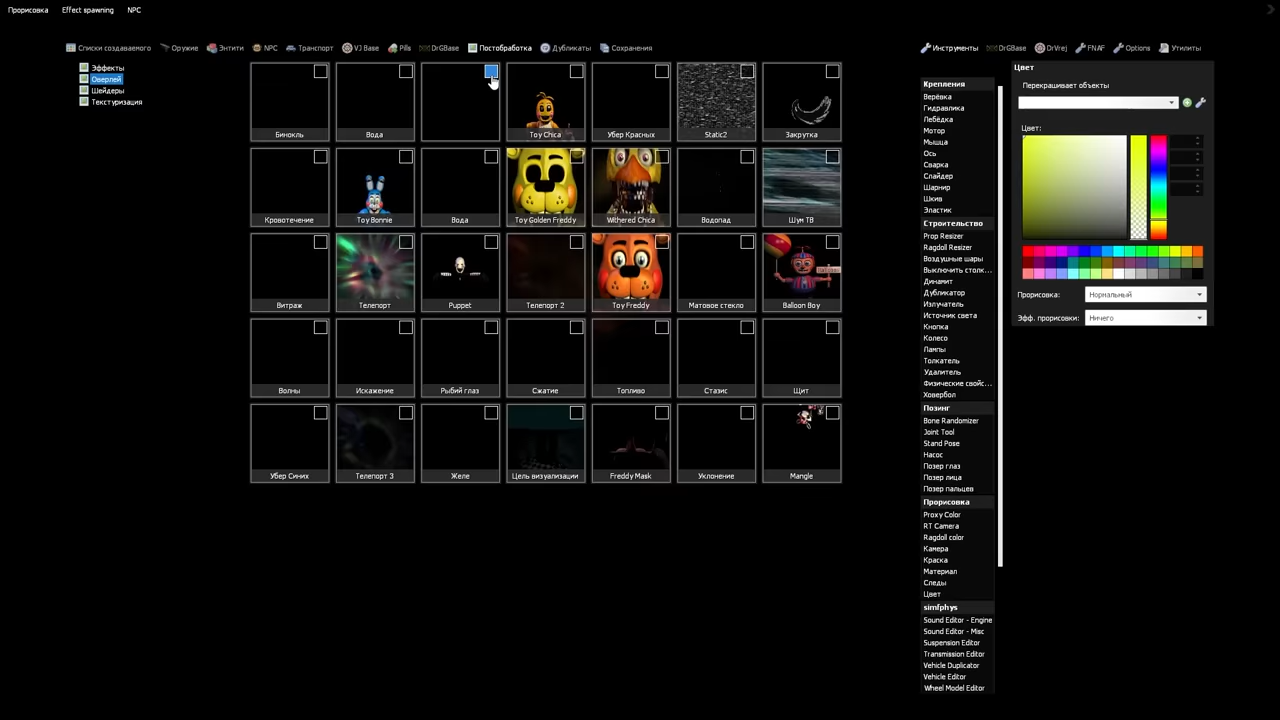 Прорисовка Effect spawning NPC
Списки создаваемого Оружие Энтити NPC Транспорт VJ Base Pills DrGBase Постобработка Дубликаты Сохранения
Эффекты
Оверлей
Шейдеры
Текстуризация
Бинокль Вода Toy Chica Убер Красных Static2 Закрутка
Кровотечение Toy Bonnie Вода Toy Golden Freddy Withered Chica Водопад Шум ТВ
Витраж Телепорт Puppet Телепорт 2 Toy Freddy Матовое стекло Balloon Boy
Волны Искажение Рыбий глаз Сжатие Топливо Стазис Щит
Убер Синих Телепорт 3 Желе Цель визуализации Freddy Mask Уклонение Mangle
Инструменты DrGBase DrVrej FNAF Options Утилиты
Крепления
Верёвка
Гидравлика
Лебёдка
Мотор
Мышца
Ось
Сварка
Слайдер
Шарнир
Шкив
Эластик
Строительство
Prop Resizer
Ragdoll Resizer
Воздушные шары
Выключить столк...
Динамит
Дубликатор
Излучатель
Источник света
Кнопка
Колесо
Лампы
Толкатель
Удалитель
Физические свойс...
Ховербол
Позинг
Bone Randomizer
Joint Tool
Stand Pose
Насос
Позер глаз
Позер лица
Позер пальцев
Прорисовка
Proxy Color
RT Camera
Ragdoll color
Камера
Краска
Материал
Следы
Цвет
simfphys
Sound Editor - Engine
Sound Editor - Misc
Suspension Editor
Transmission Editor
Vehicle Duplicator
Vehicle Editor
Wheel Model Editor
Цвет
Перекрашивает объекты
Цвет:
Прорисовка: Нормальный
Эфф. прорисовки: Ничего